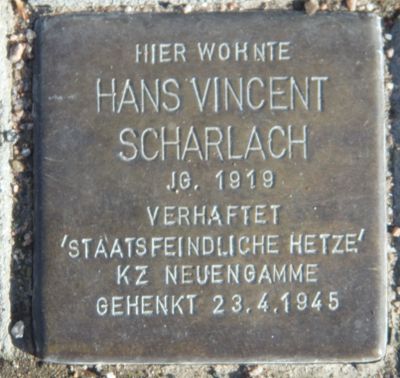 HIER WOHNTE
HANS VINCENT
SCHARLACH
JG. 1919
VERHAFTET
'STAATSFEINDLICHE HETZE'
KZ NEUENGAMME
GEHENKT 23.4.1945